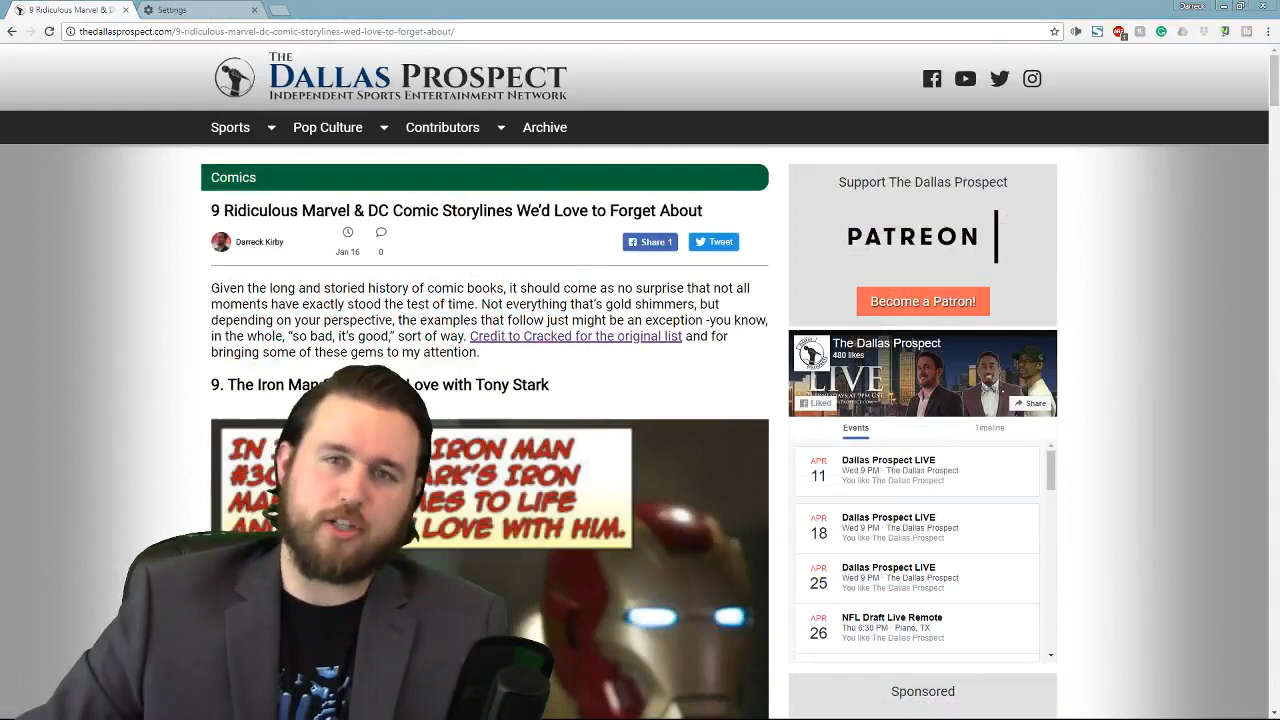 9 Ridiculous Marvel & D
Settings
Darreck
thedallasprospect.com/9-ridiculous-marvel-dc-comic-storylines-wed-love-to-forget-about/
THE
DALLAS PROSPECT
INDEPENDENT SPORTS ENTERTAINMENT NETWORK
Sports Pop Culture Contributors Archive
Comics
9 Ridiculous Marvel & DC Comic Storylines We'd Love to Forget About
Darreck Kirby
Jan 16
0
Share 1
Tweet
Given the long and storied history of comic books, it should come as no surprise that not all
moments have exactly stood the test of time. Not everything that's gold shimmers, but
depending on your perspective, the examples that follow just might be an exception -you know,
in the whole, "so bad, it's good," sort of way. Credit to Cracked for the original list and for
bringing some of these gems to my attention.
9. The Iron Man Love with Tony Stark
IRON MAN
IRON
TO LIFE
LOVE WITH HIM.
Support The Dallas Prospect
PATREON
Become a Patron!
The Dallas Prospect
480 likes
LIVE
Liked
Share
Events
Timeline
APR
11
Dallas Prospect LIVE
Wed 9 PM · The Dallas Prospect
You like The Dallas Prospect
APR
18
Dallas Prospect LIVE
Wed 9 PM · The Dallas Prospect
You like The Dallas Prospect
APR
25
Dallas Prospect LIVE
Wed 9 PM · The Dallas Prospect
You like The Dallas Prospect
APR
26
NFL Draft Live Remote
Thu 6:30 PM · Plano, TX
You like The Dallas Prospect
Sponsored